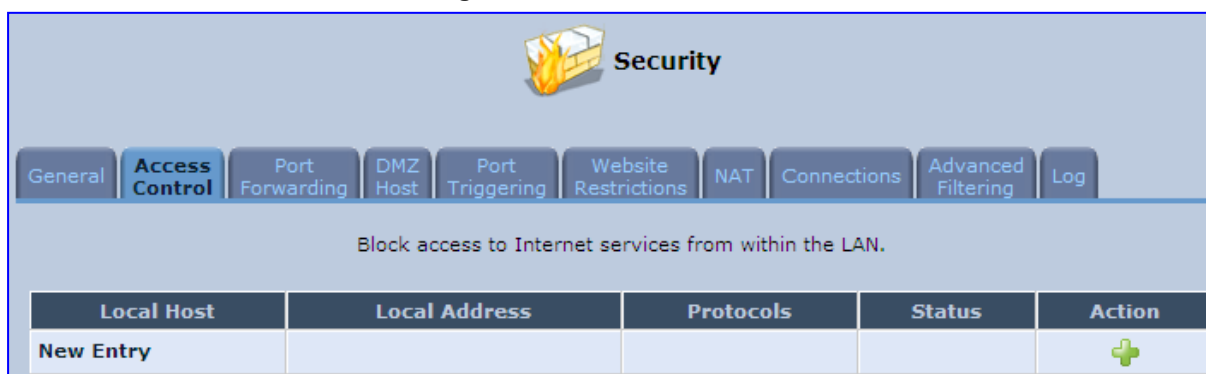 Security
General
Access Control
Port Forwarding
DMZ Host
Port Triggering
Website Restrictions
NAT
Connections
Advanced Filtering
Log
Block access to Internet services from within the LAN.
Local Host Local Address Protocols Status Action
New Entry